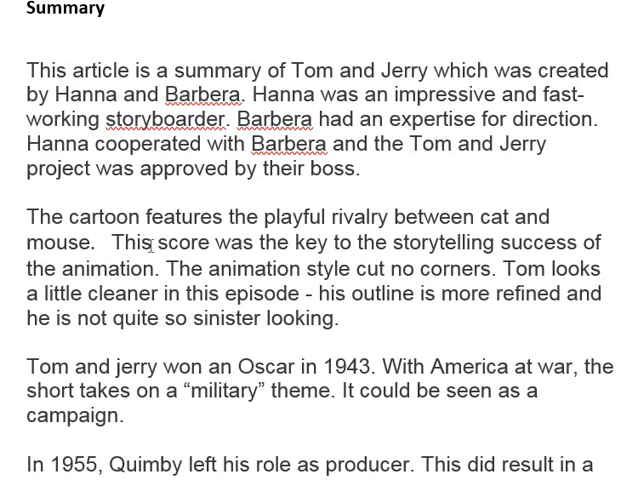 Summary
This article is a summary of Tom and Jerry which was created
by Hanna and Barbera. Hanna was an impressive and fast-
working storyboarder. Barbera had an expertise for direction.
Hanna cooperated with Barbera and the Tom and Jerry
project was approved by their boss.
The cartoon features the playful rivalry between cat and
mouse. This score was the key to the storytelling success of
the animation. The animation style cut no corners. Tom looks
a little cleaner in this episode - his outline is more refined and
he is not quite so sinister looking.
Tom and jerry won an Oscar in 1943. With America at war, the
short takes on a “military” theme. It could be seen as a
campaign.
In 1955, Quimby left his role as producer. This did result in a